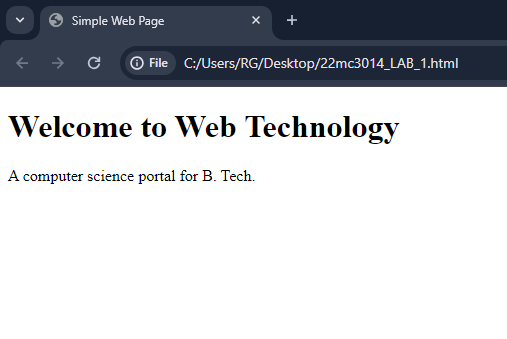 Simple Web Page
File C:/Users/RG/Desktop/22mc3014_LAB_1.html
Welcome to Web Technology
A computer science portal for B. Tech.